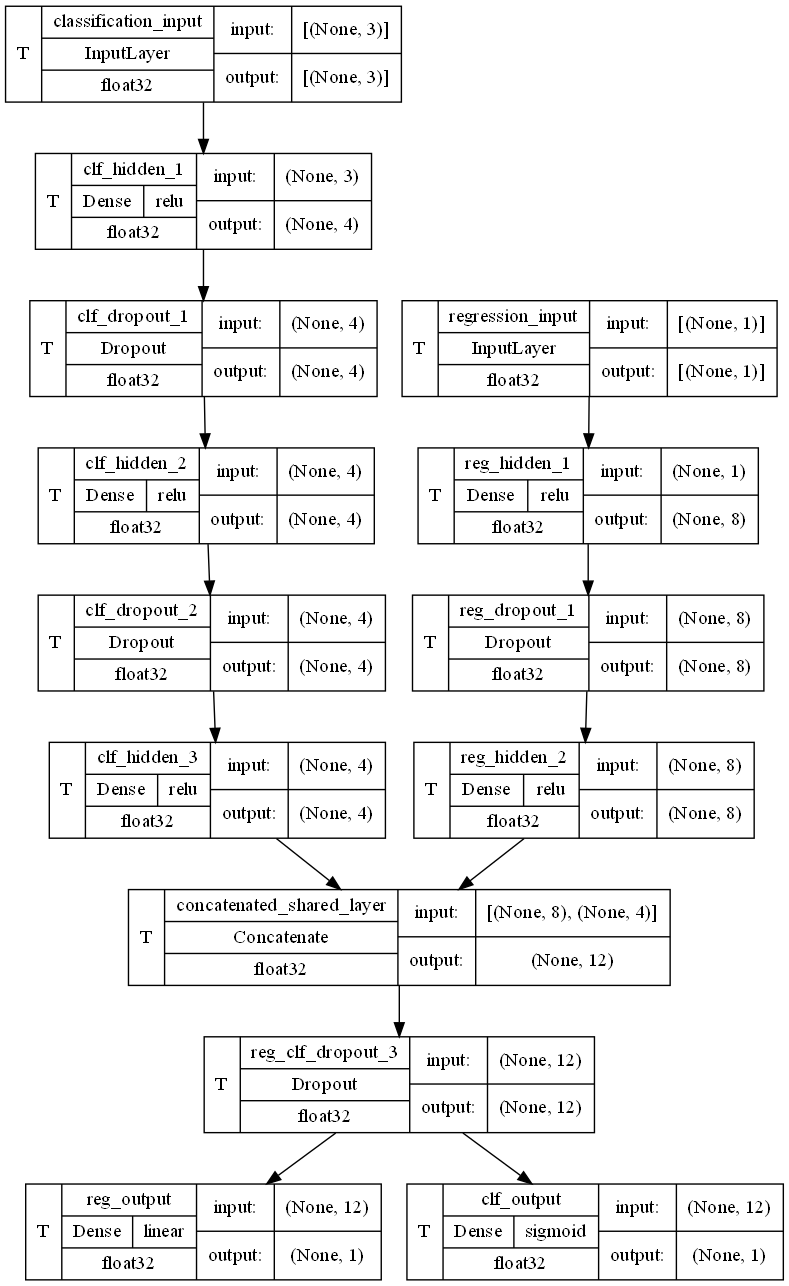 classification_input
input:
[(None, 3)]
T
InputLayer
float32
output:
[(None, 3)]
clf_hidden_1
input:
(None, 3)
T
Dense
relu
float32
output:
(None, 4)
clf_dropout_1
input:
(None, 4)
T
Dropout
float32
output:
(None, 4)
regression_input
input:
[(None, 1)]
T
InputLayer
float32
output:
[(None, 1)]
clf_hidden_2
input:
(None, 4)
T
Dense
relu
float32
output:
(None, 4)
reg_hidden_1
input:
(None, 1)
T
Dense
relu
float32
output:
(None, 8)
clf_dropout_2
input:
(None, 4)
T
Dropout
float32
output:
(None, 4)
reg_dropout_1
input:
(None, 8)
T
Dropout
float32
output:
(None, 8)
clf_hidden_3
input:
(None, 4)
T
Dense
relu
float32
output:
(None, 4)
reg_hidden_2
input:
(None, 8)
T
Dense
relu
float32
output:
(None, 8)
concatenated_shared_layer
input:
[(None, 8), (None, 4)]
T
Concatenate
float32
output:
(None, 12)
reg_clf_dropout_3
input:
(None, 12)
T
Dropout
float32
output:
(None, 12)
reg_output
input:
(None, 12)
T
Dense
linear
float32
output:
(None, 1)
clf_output
input:
(None, 12)
T
Dense
sigmoid
float32
output:
(None, 1)